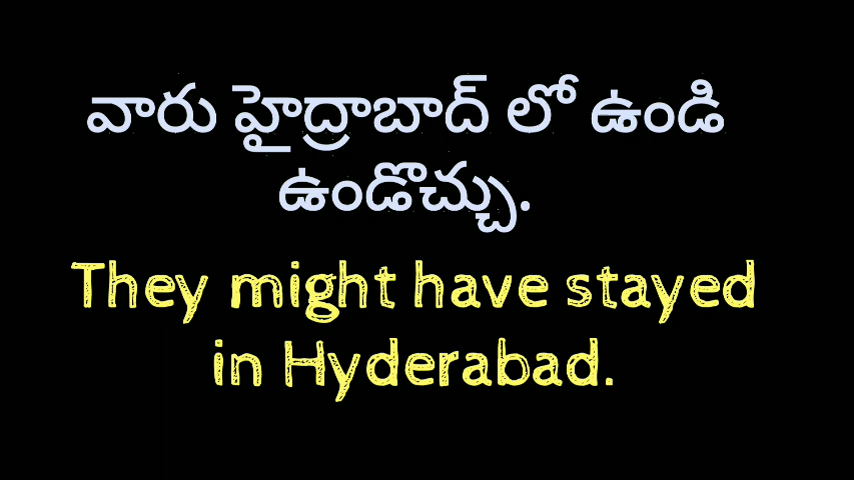 వారు హైద్రాబాద్ లో ఉండి
ఉండొచ్చు.
They might have stayed
in Hyderabad.